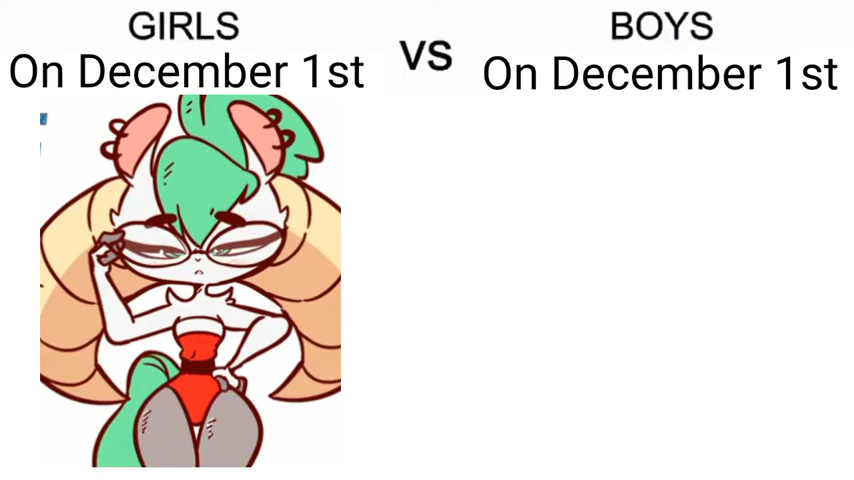 GIRLS
On December 1st
VS
BOYS
On December 1st